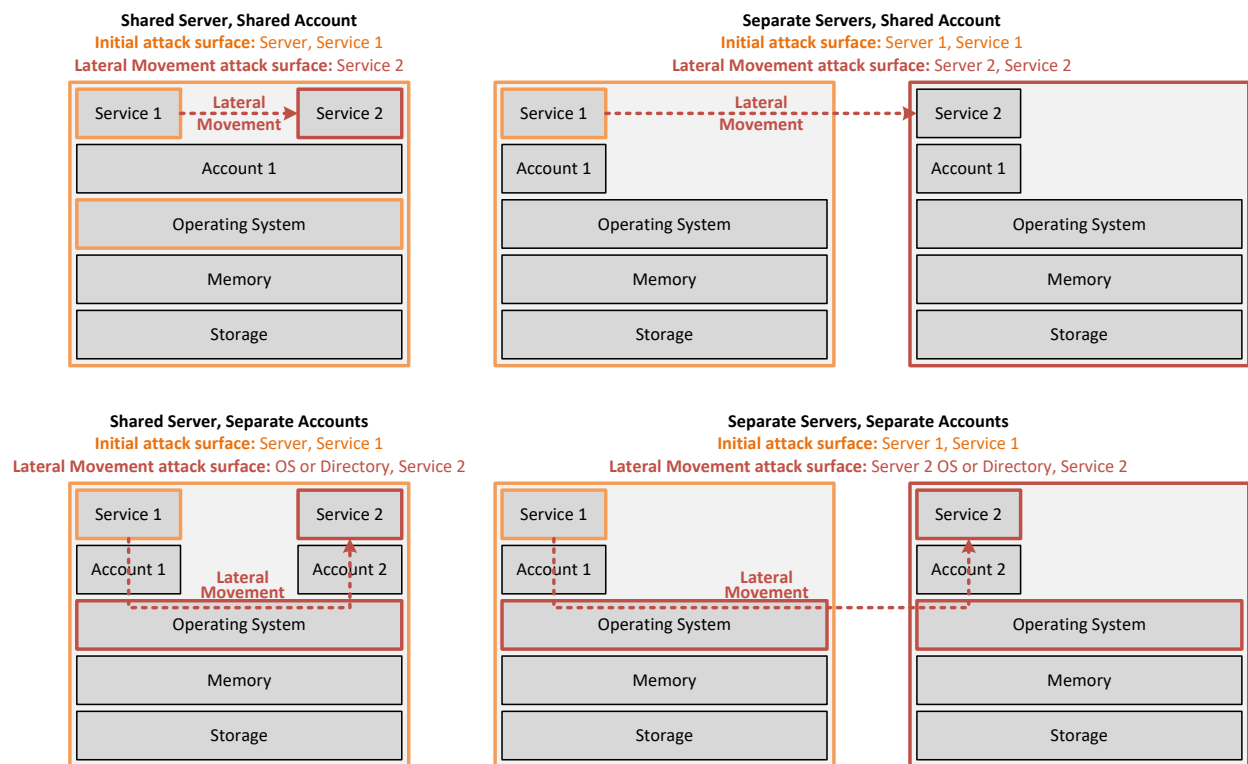 Shared Server, Shared Account
Initial attack surface: Server, Service 1
Lateral Movement attack surface: Service 2
Service 1
Lateral
Movement
Service 2
Account 1
Operating System
Memory
Storage
Separate Servers, Shared Account
Initial attack surface: Server 1, Service 1
Lateral Movement attack surface: Server 2, Service 2
Service 1
Lateral
Movement
Service 2
Account 1
Account 1
Operating System
Operating System
Memory
Memory
Storage
Storage
Shared Server, Separate Accounts
Initial attack surface: Server, Service 1
Lateral Movement attack surface: OS or Directory, Service 2
Service 1
Service 2
Account 1
Account 2
Lateral
Movement
Operating System
Memory
Storage
Separate Servers, Separate Accounts
Initial attack surface: Server 1, Service 1
Lateral Movement attack surface: Server 2 OS or Directory, Service 2
Service 1
Service 2
Account 1
Account 2
Lateral
Movement
Operating System
Operating System
Memory
Memory
Storage
Storage